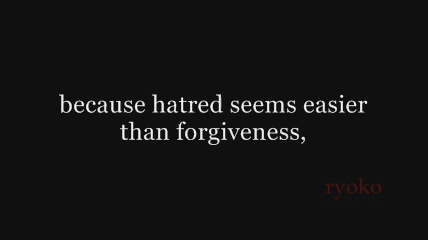 because hatred seems easier
than forgiveness,
ryoko